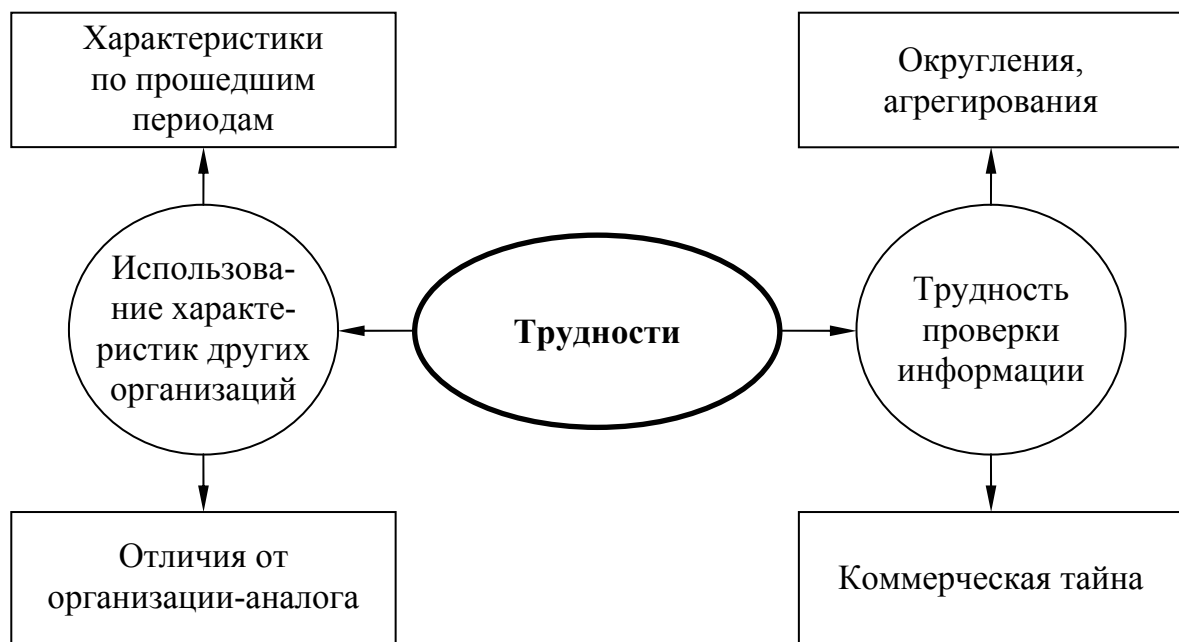 Характеристики
по прошедшим
периодам
Округления,
агрегирования
Использова-
ние характе-
ристик других
организаций
Трудности
Трудность
проверки
информации
Отличия от
организации-аналога
Коммерческая тайна